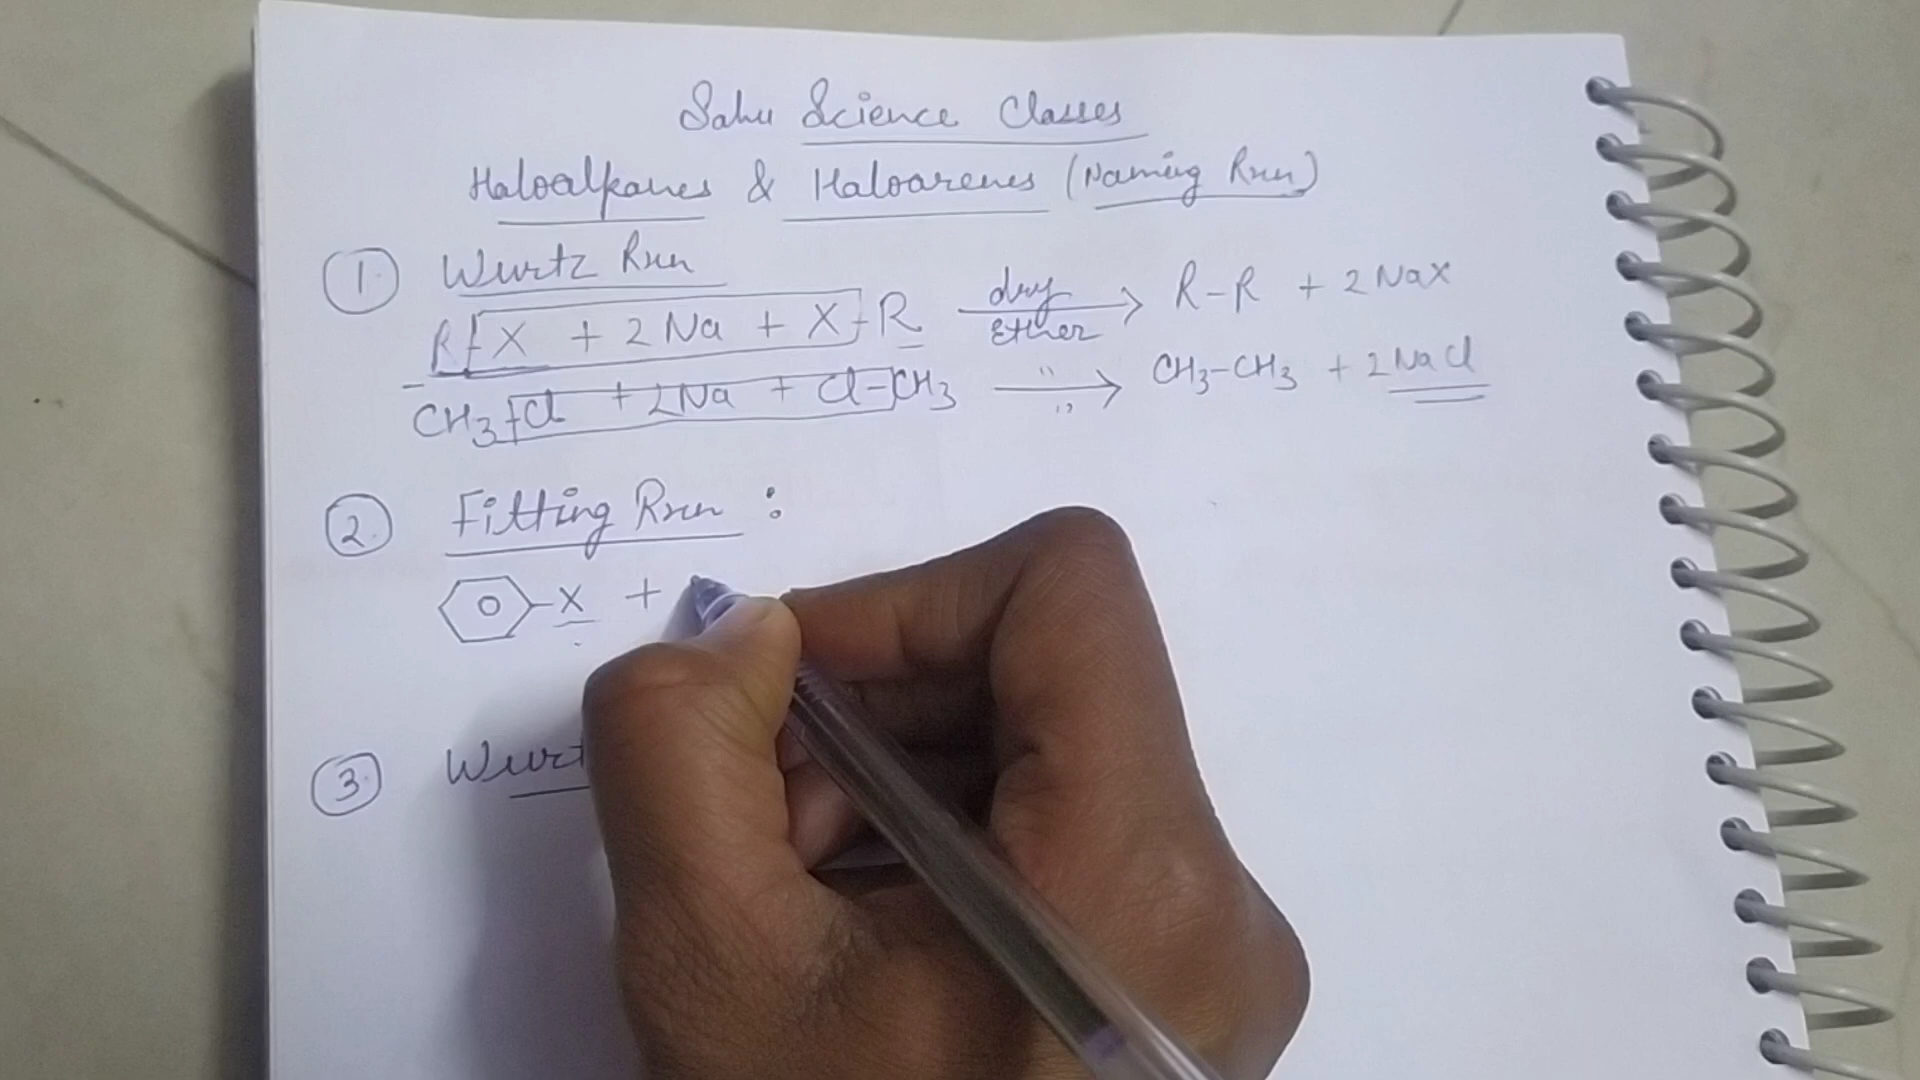 Sahu Science Classes
Haloalkanes & Haloarenes (Naming Rxn)
1. Wurtz Rxn
R-X + 2Na + X-R dry Ether → R-R + 2NaX
CH3-Cl + 2Na + Cl-CH3 " " → CH3-CH3 + 2NaCl
2. Fitting Rxn :
X +
3. Wurt